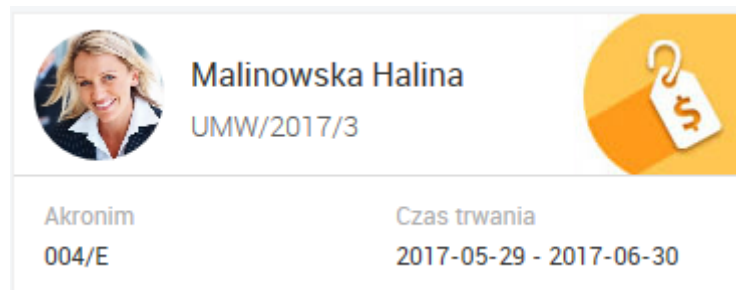 Malinowska Halina
UMW/2017/3
$
Akronim
Czas trwania
004/E
2017-05-29 - 2017-06-30